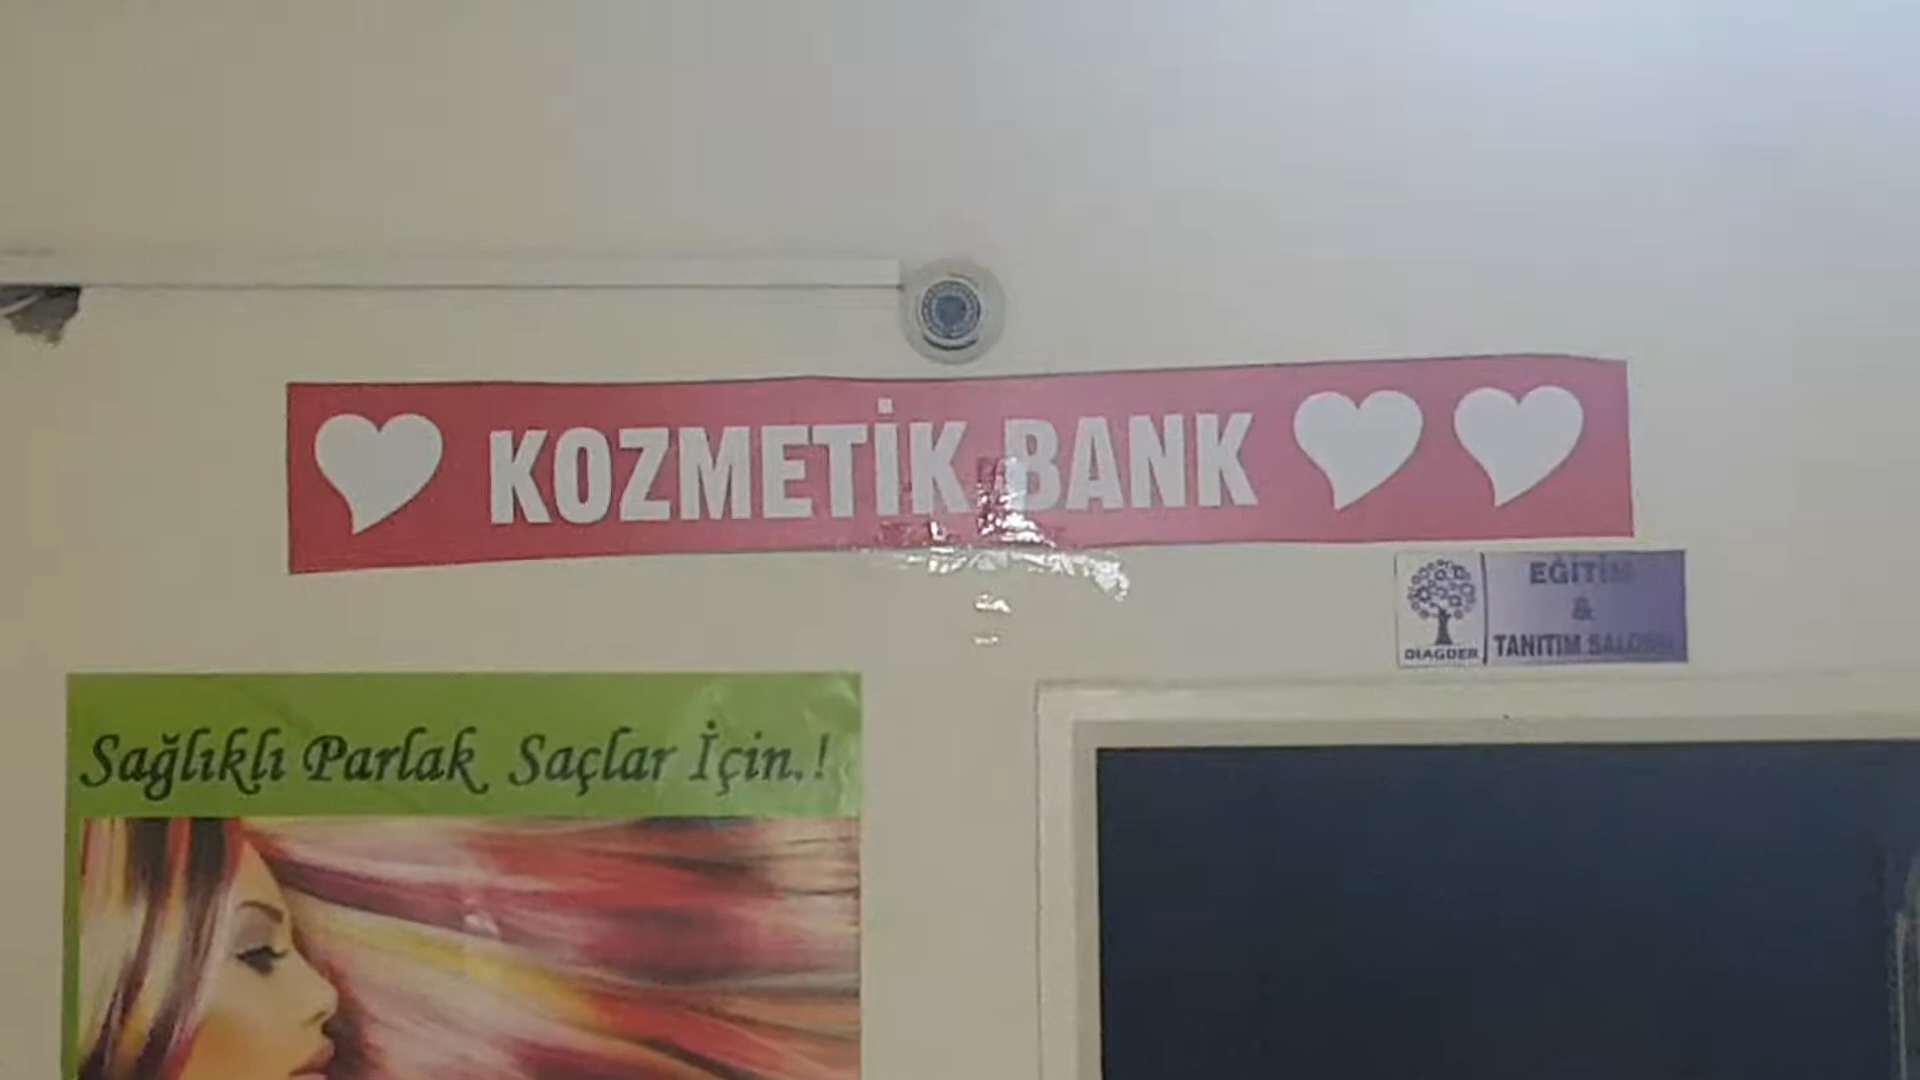 KOZMETİK BANK
EĞİTİM
&
TANITIM SALONU
DIAGDER
Sağlıklı Parlak Saçlar İçin.!